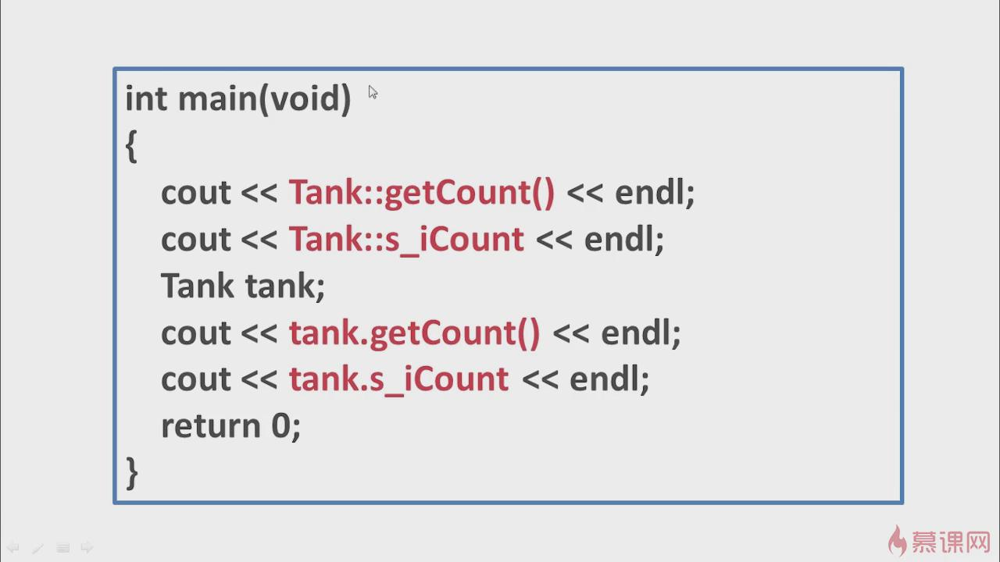 int main(void)
{
cout << Tank::getCount() << endl;
cout << Tank::s_iCount << endl;
Tank tank;
cout << tank.getCount() << endl;
cout << tank.s_iCount << endl;
return 0;
}
慕课网